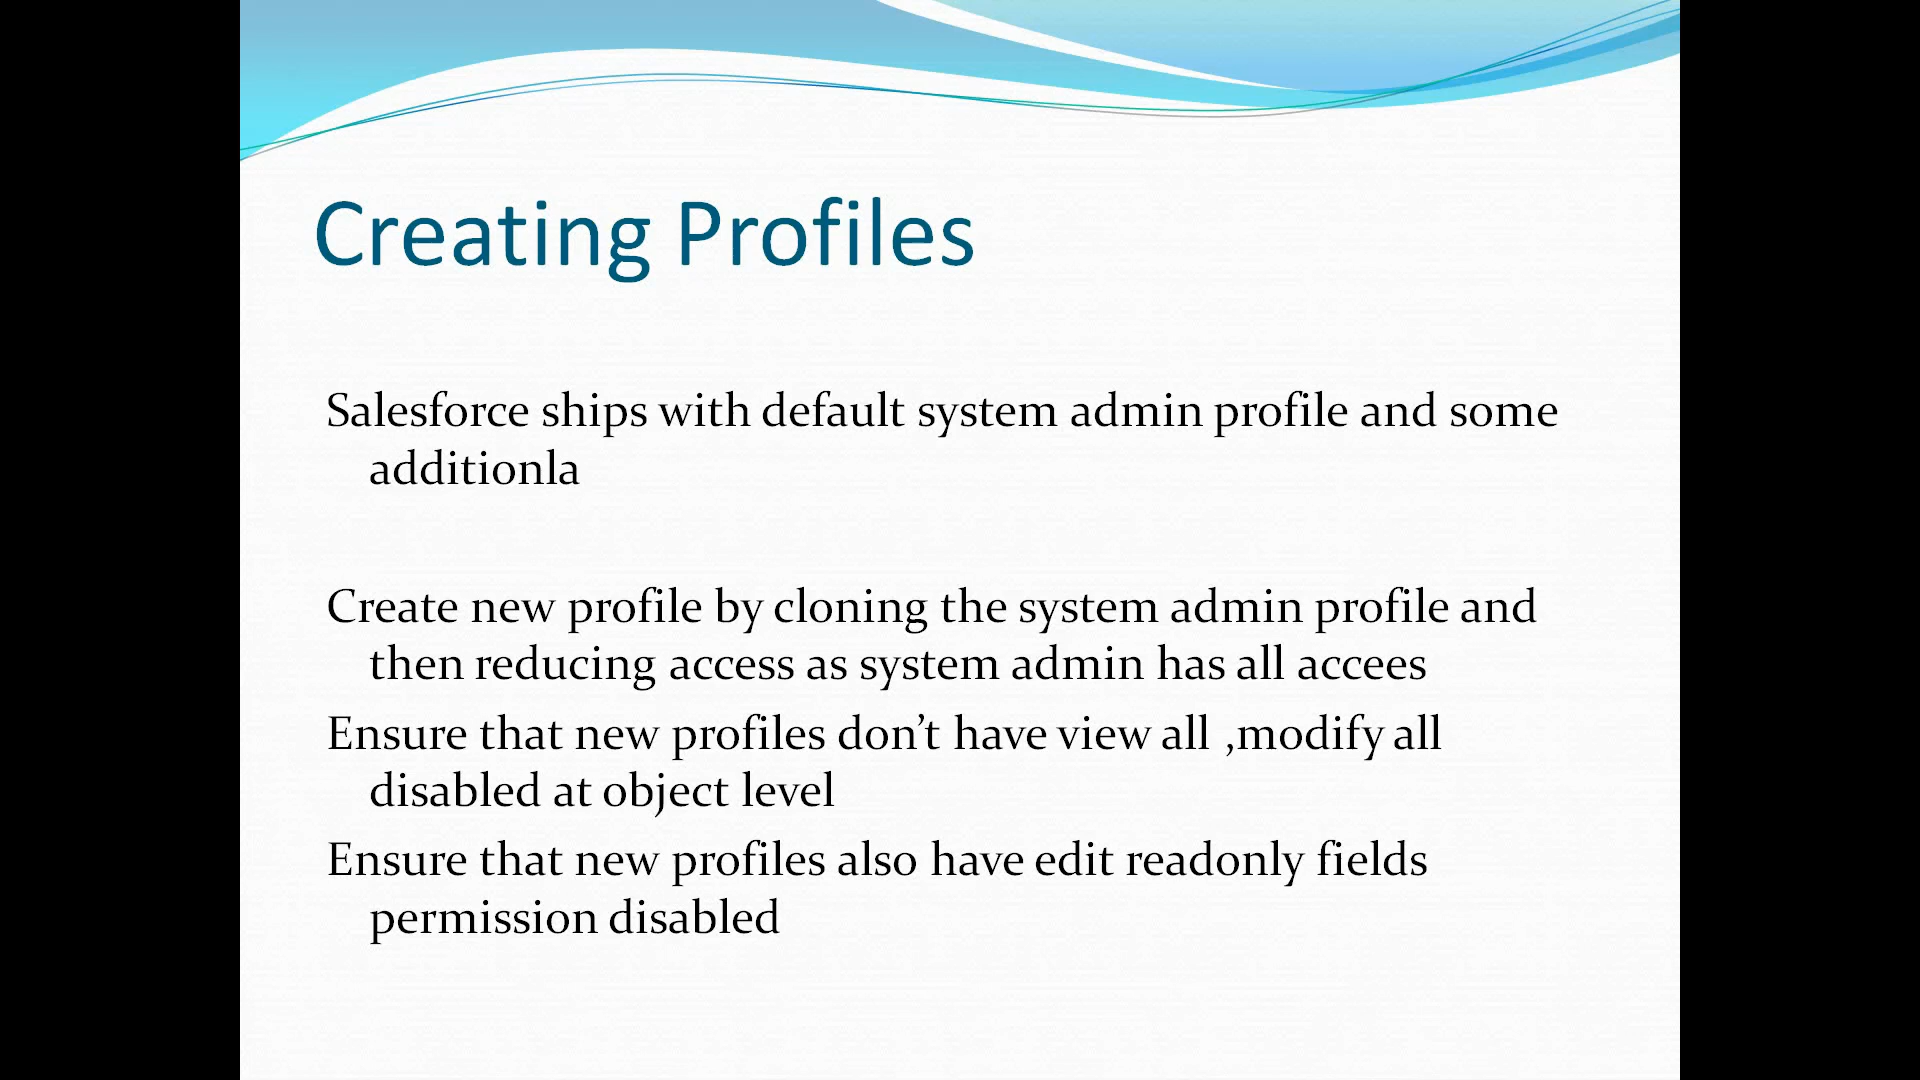 Creating Profiles
Salesforce ships with default system admin profile and some
additionla
Create new profile by cloning the system admin profile and
then reducing access as system admin has all accees
Ensure that new profiles don’t have view all ,modify all
disabled at object level
Ensure that new profiles also have edit readonly fields
permission disabled